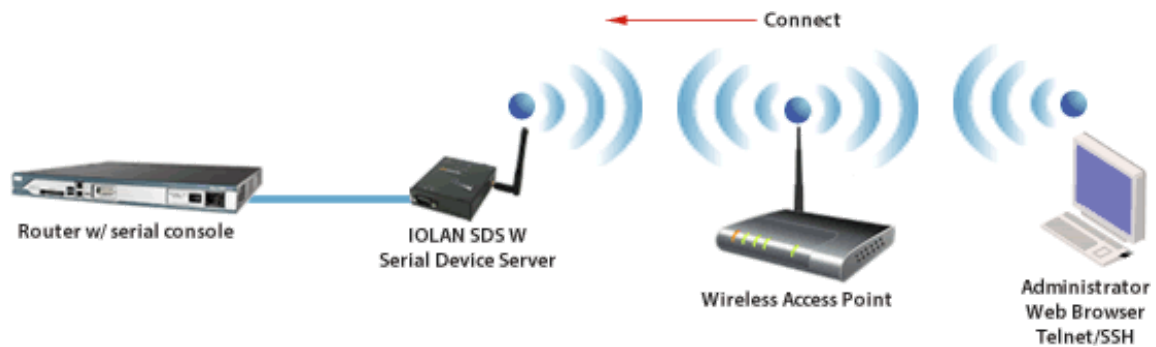 Connect
Router w/ serial console
IOLAN SDS W
Serial Device Server
Wireless Access Point
Administrator
Web Browser
Telnet/SSH